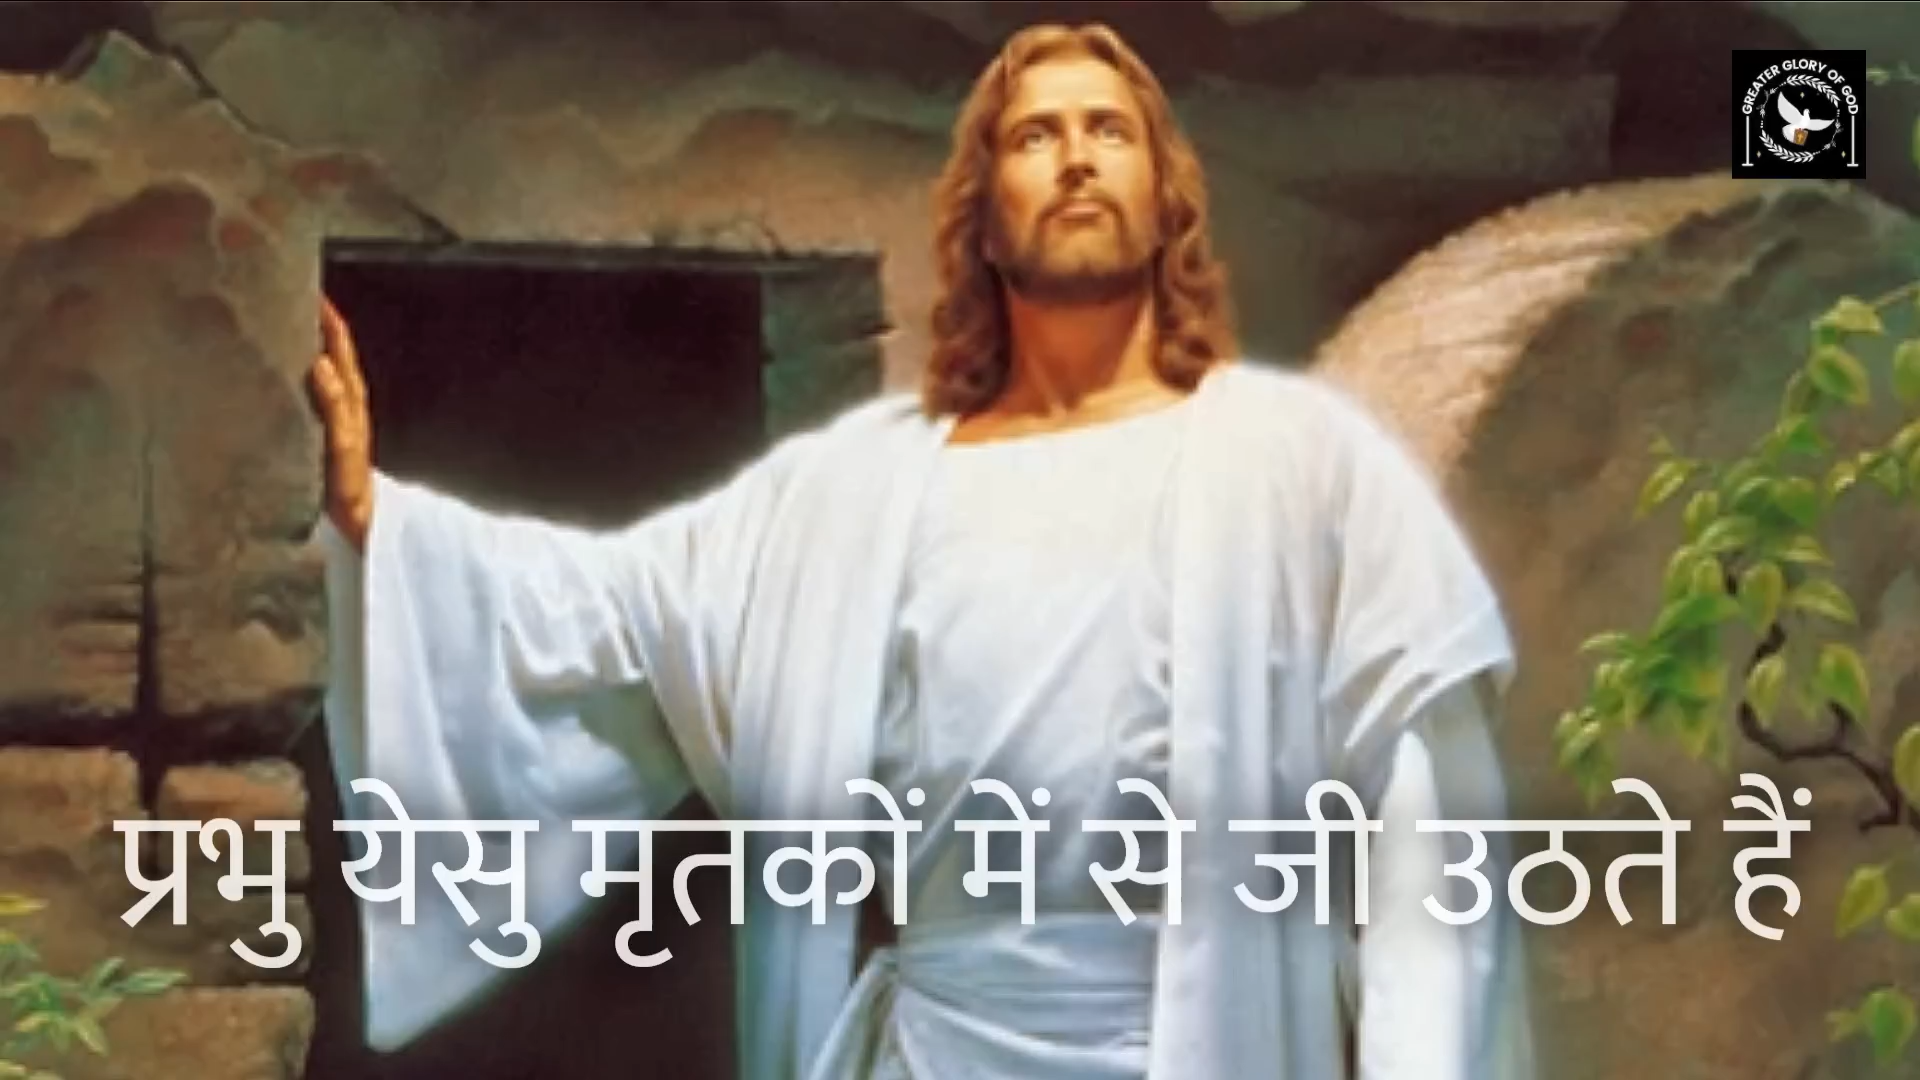 GREATER GLORY OF GOD
प्रभु येसु मृतकों में से जी उठते हैं